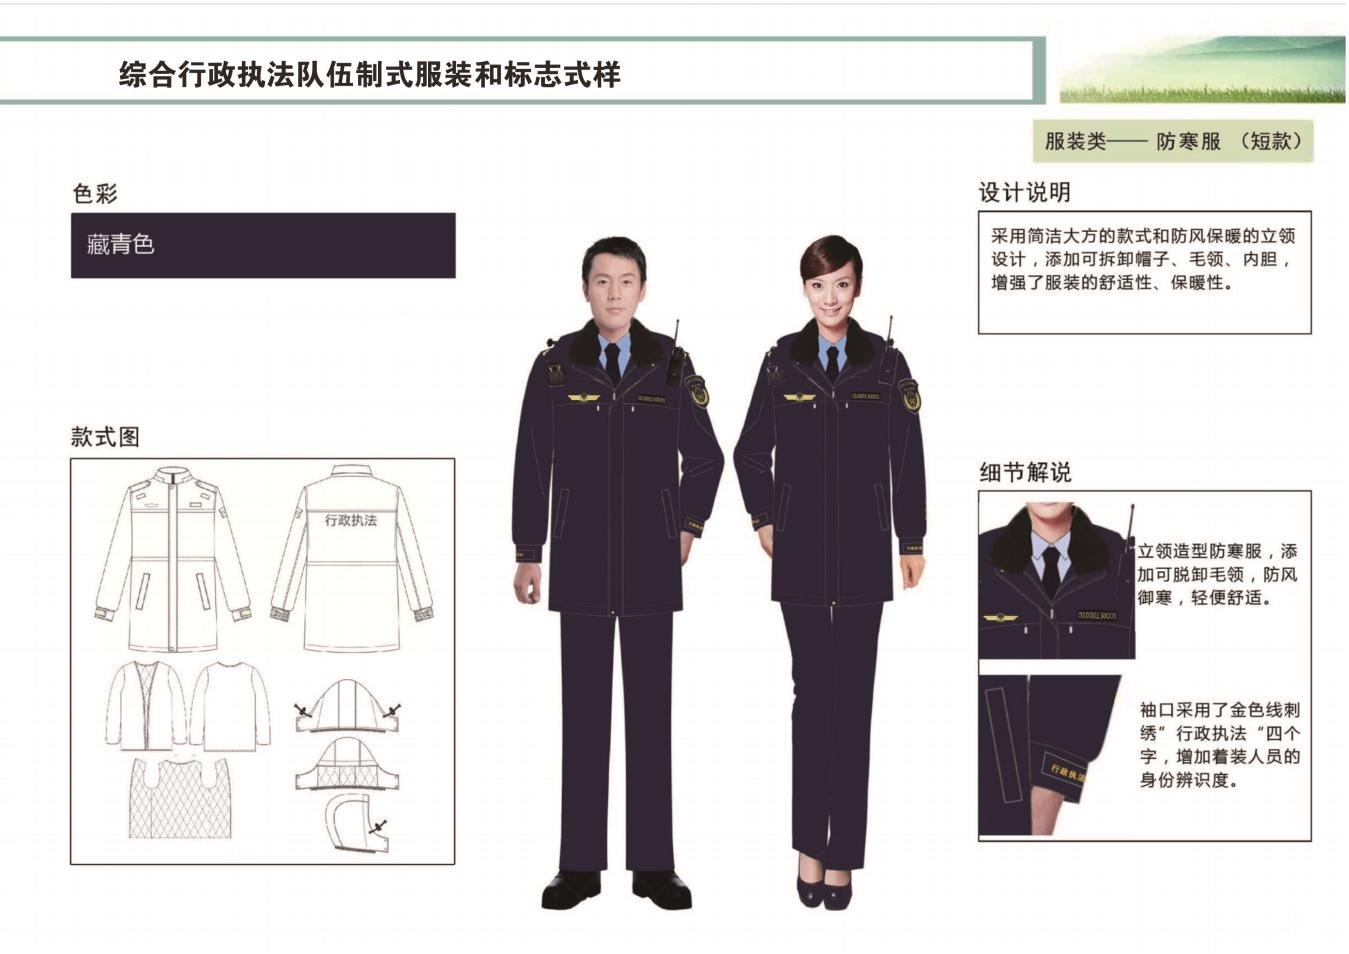 综合行政执法队伍制式服装和标志式样
服装类——防寒服（短款）
色彩
藏青色
款式图
行政执法
设计说明
采用简洁大方的款式和防风保暖的立领
设计，添加可拆卸帽子、毛领、内胆，
增强了服装的舒适性、保暖性。
细节解说
立领造型防寒服，添
加可脱卸毛领，防风
御寒，轻便舒适。
袖口采用了金色线刺
绣”行政执法“四个
字，增加着装人员的
身份辨识度。
行政执法